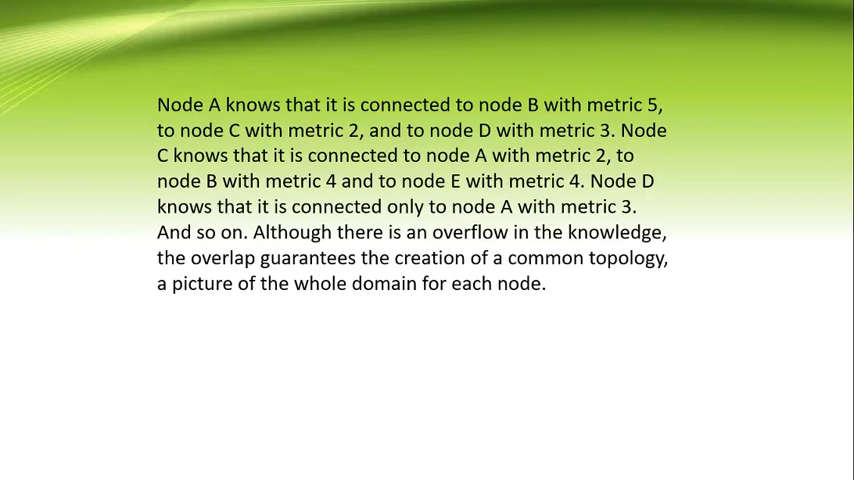 Node A knows that it is connected to node B with metric 5,
to node C with metric 2, and to node D with metric 3. Node
C knows that it is connected to node A with metric 2, to
node B with metric 4 and to node E with metric 4. Node D
knows that it is connected only to node A with metric 3.
And so on. Although there is an overflow in the knowledge,
the overlap guarantees the creation of a common topology,
a picture of the whole domain for each node.